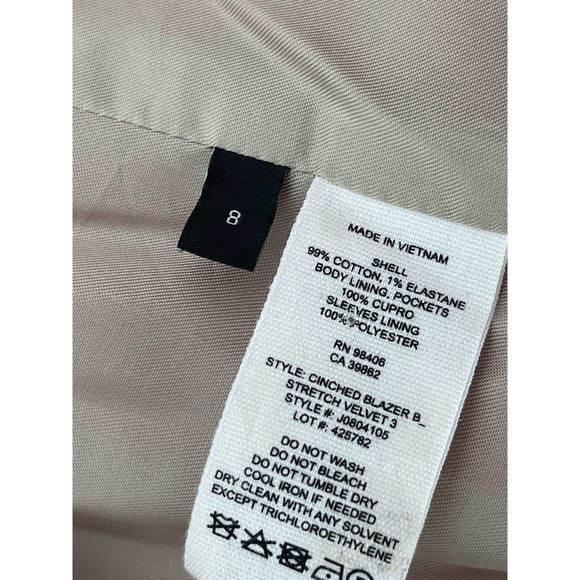 8
MADE IN VIETNAM
SHELL
99% COTTON, 1% ELASTANE
BODY LINING, POCKETS
100% CUPRO
SLEEVES LINING
100% POLYESTER
RN 98406
CA 39862
STYLE: CINCHED BLAZER B_
STRETCH VELVET 3
STYLE #: J0804105
LOT #: 425782
DO NOT WASH
DO NOT BLEACH
DO NOT TUMBLE DRY
COOL IRON IF NEEDED
DRY CLEAN WITH ANY SOLVENT
EXCEPT TRICHLOROETHYLENE